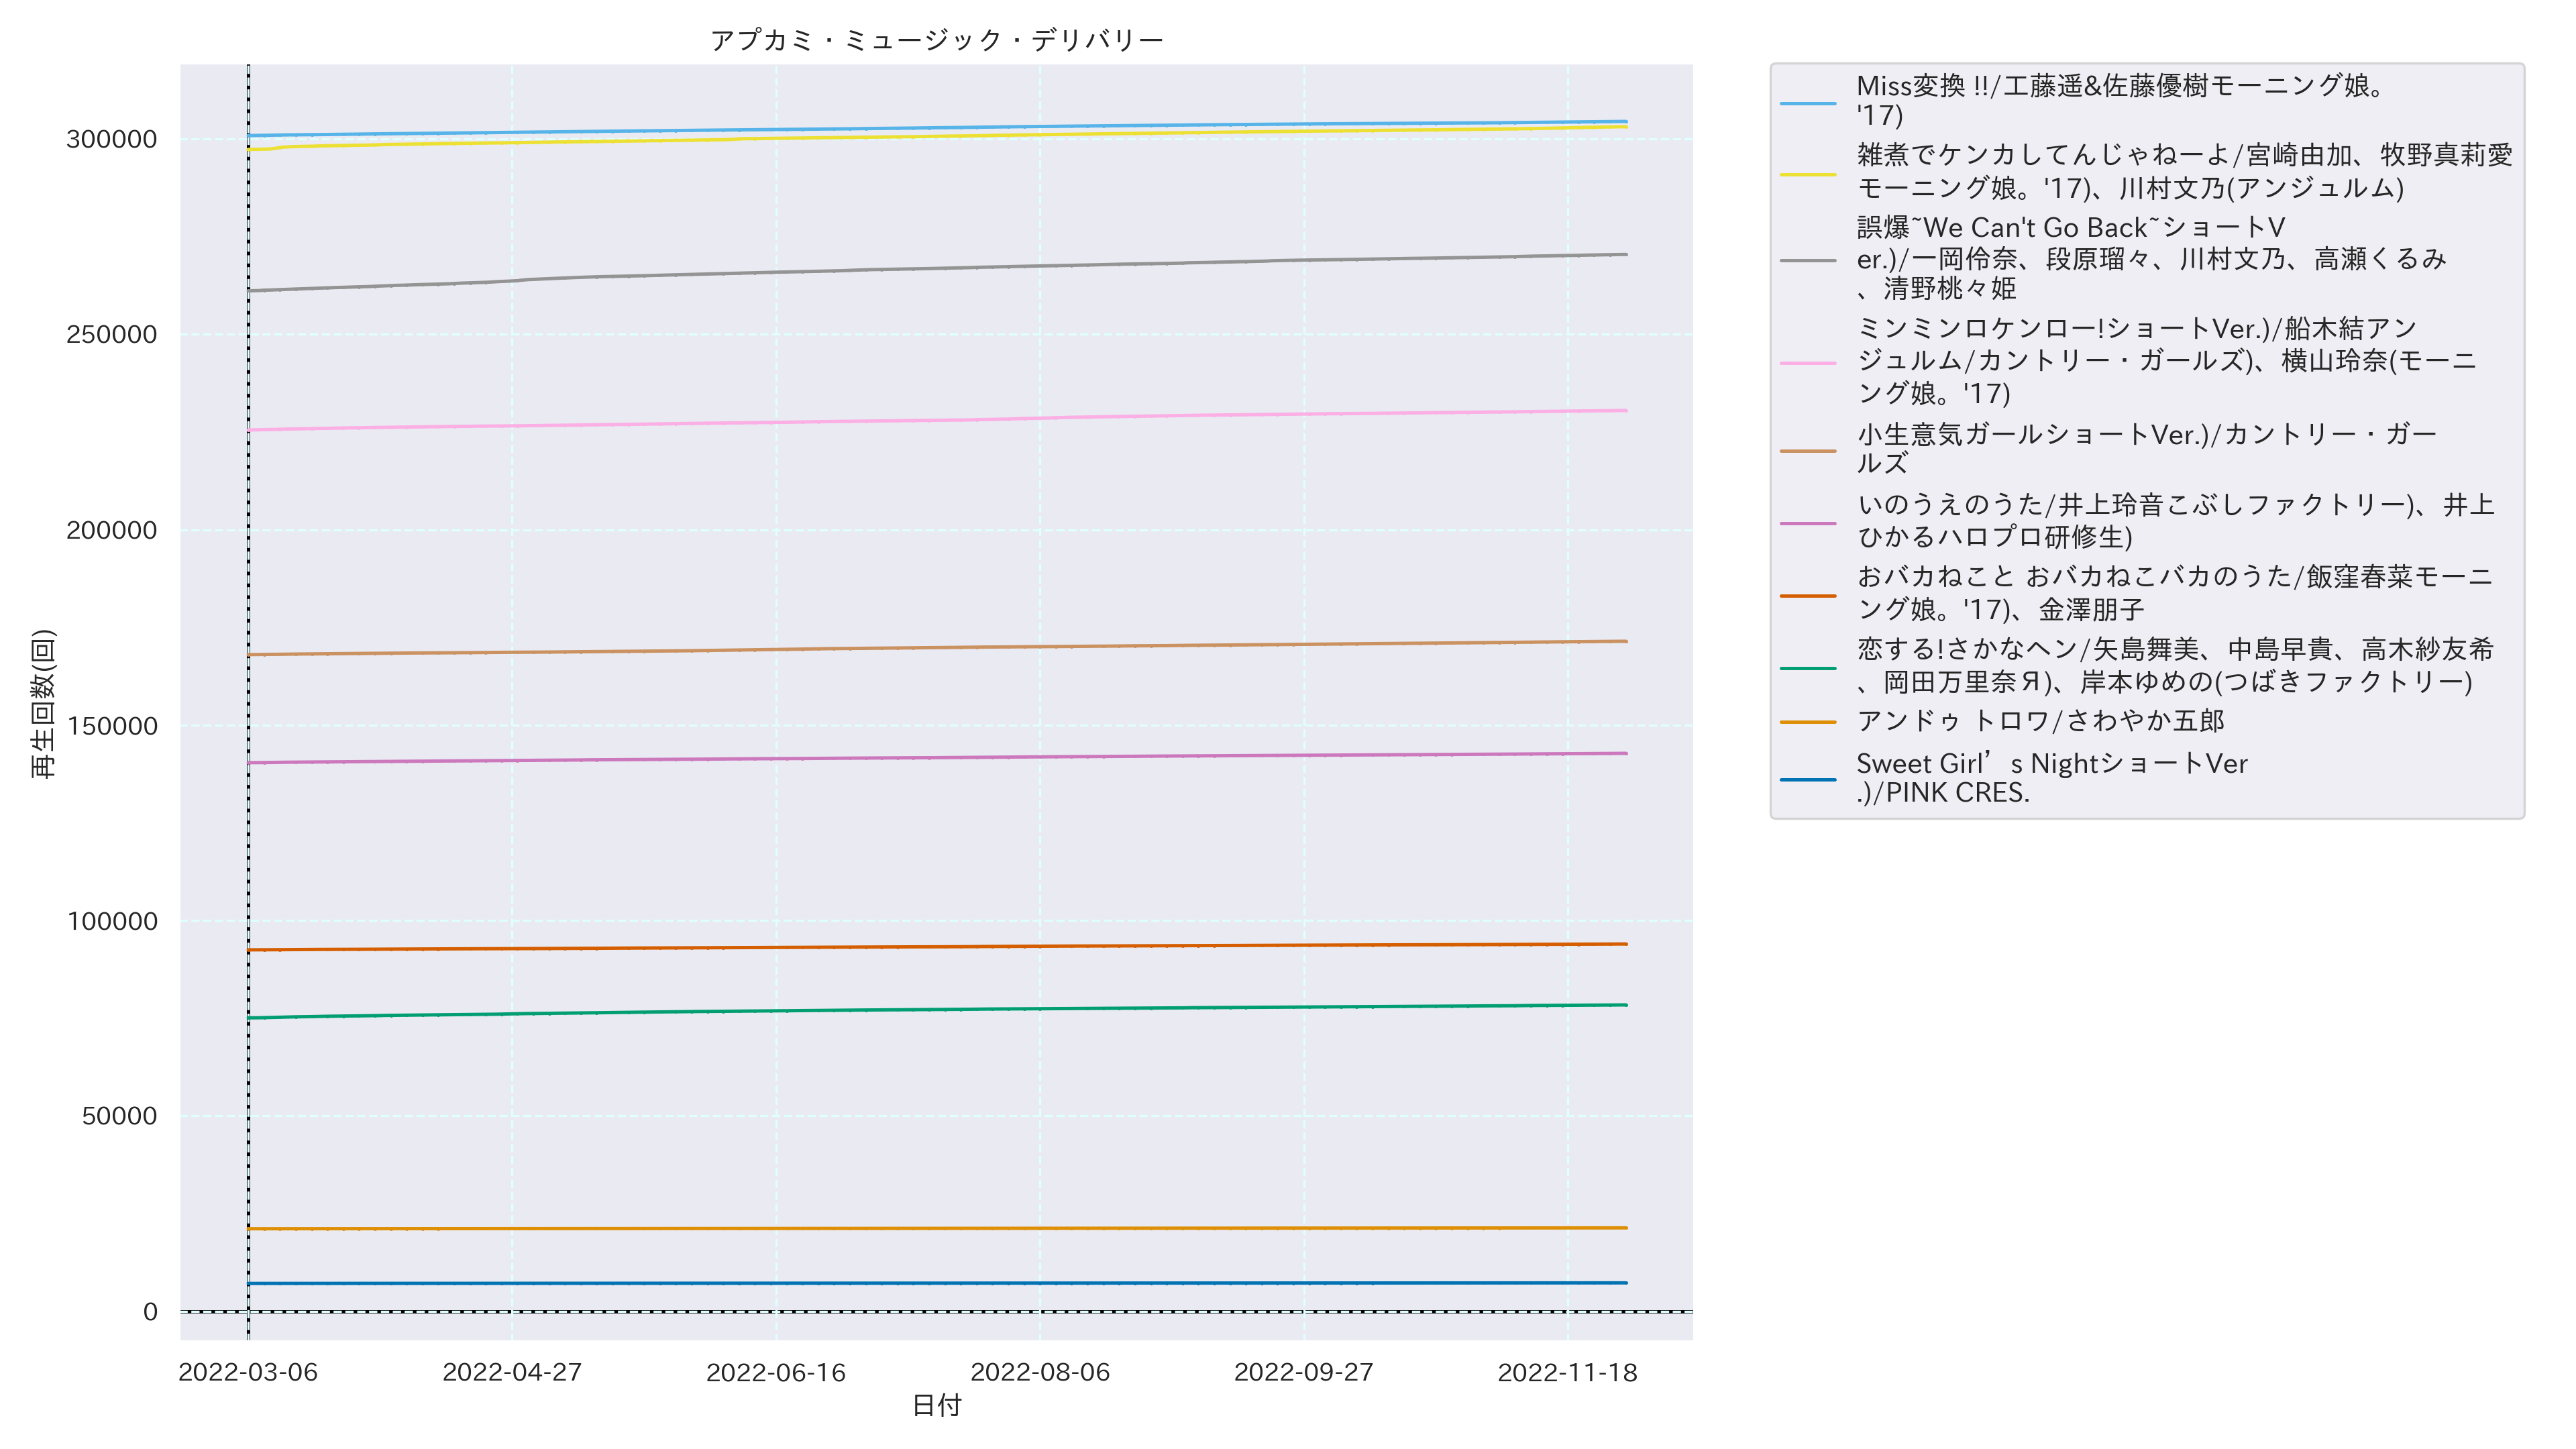 アプカミ・ミュージック・デリバリー
300000
250000
200000
150000
100000
50000
0
再生回数(回)
2022-03-06
2022-04-27
2022-06-16
2022-08-06
2022-09-27
2022-11-18
日付
Miss変換 !!/工藤遥&佐藤優樹モーニング娘。
'17)
雑煮でケンカしてんじゃねーよ/宮崎由加、牧野真莉愛
モーニング娘。'17)、川村文乃(アンジュルム)
誤爆~We Can't Go Back~ショートV
er.)/一岡伶奈、段原瑠々、川村文乃、高瀬くるみ
、清野桃々姫
ミンミンロケンロー!ショートVer.)/船木結アン
ジュルム/カントリー・ガールズ)、横山玲奈(モーニ
ング娘。'17)
小生意気ガールショートVer.)/カントリー・ガー
ルズ
いのうえのうた/井上玲音こぶしファクトリー)、井上
ひかるハロプロ研修生)
おバカねこと おバカねこバカのうた/飯窪春菜モーニ
ング娘。'17)、金澤朋子
恋する!さかなヘン/矢島舞美、中島早貴、高木紗友希
、岡田万里奈Я)、岸本ゆめの(つばきファクトリー)
アンドゥ トロワ/さわやか五郎
Sweet Girl’s NightショートVer
.)/PINK CRES.